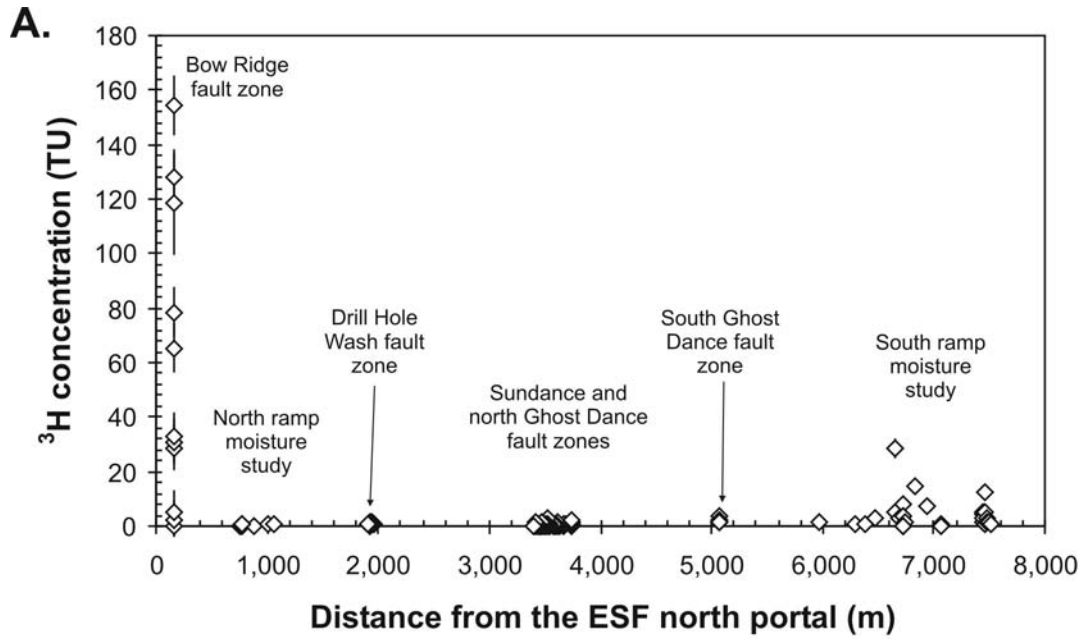 A.
180
160
140
120
100
80
60
40
20
0
³H concentration (TU)
Bow Ridge
fault zone
North ramp
moisture
study
Drill Hole
Wash fault
zone
Sundance and
north Ghost Dance
fault zones
South Ghost
Dance fault
zone
South ramp
moisture
study
0 1,000 2,000 3,000 4,000 5,000 6,000 7,000 8,000
Distance from the ESF north portal (m)